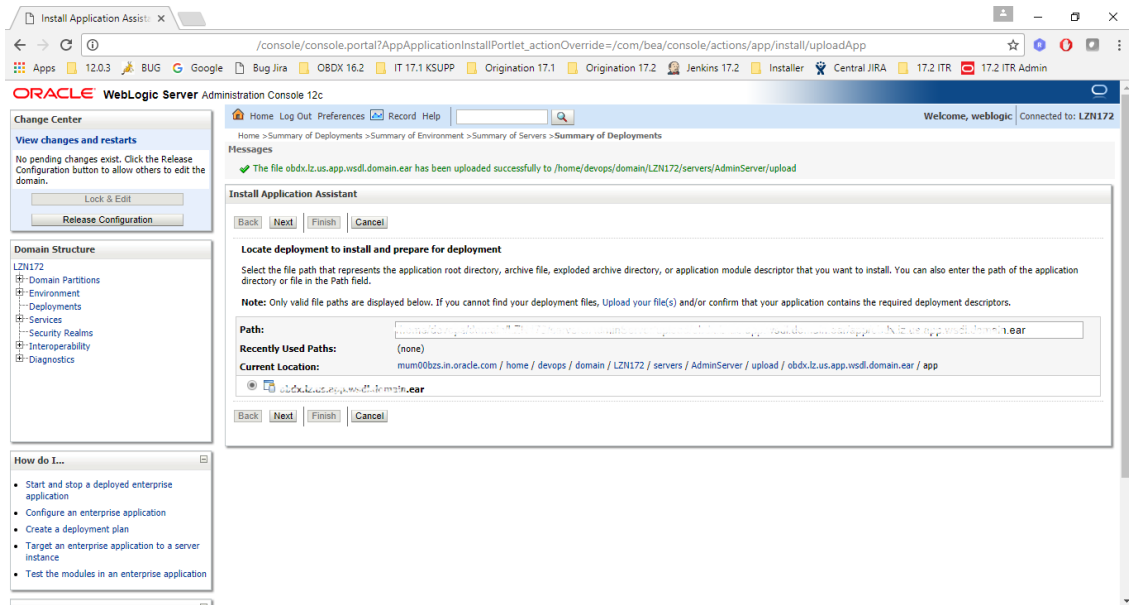 Install Application Assista
/console/console.portal?AppApplicationInstallPortlet_actionOverride=/com/bea/console/actions/app/install/uploadApp
Apps 12.0.3 BUG Google Bug Jira OBDX 16.2 IT 17.1 KSUPP Origination 17.1 Origination 17.2 Jenkins 17.2 Installer Central JIRA 17.2 ITR 17.2 ITR Admin
ORACLE WebLogic Server Administration Console 12c
Change Center
View changes and restarts
No pending changes exist. Click the Release
Configuration button to allow others to edit the
domain.
Lock & Edit
Release Configuration
Domain Structure
LZN172
Domain Partitions
Environment
Deployments
Services
Security Realms
Interoperability
Diagnostics
How do I...
Start and stop a deployed enterprise
application
Configure an enterprise application
Create a deployment plan
Target an enterprise application to a server
instance
Test the modules in an enterprise application
Home Log Out Preferences Record Help
Welcome, weblogic Connected to: LZN172
Home >Summary of Deployments >Summary of Environment >Summary of Servers >Summary of Deployments
Messages
The file obdx.lz.us.app.wsdl.domain.ear has been uploaded successfully to /home/devops/domain/LZN172/servers/AdminServer/upload
Install Application Assistant
Back Next Finish Cancel
Locate deployment to install and prepare for deployment
Select the file path that represents the application root directory, archive file, exploded archive directory, or application module descriptor that you want to install. You can also enter the path of the application
directory or file in the Path field.
Note: Only valid file paths are displayed below. If you cannot find your deployment files, Upload your file(s) and/or confirm that your application contains the required deployment descriptors.
Path:
Recently Used Paths: (none)
Current Location: mum00bzs.in.oracle.com / home / devops / domain / LZN172 / servers / AdminServer / upload / obdx.lz.us.app.wsdl.domain.ear / app
obdx.lz.us.app.wsdl.domain.ear
Back Next Finish Cancel